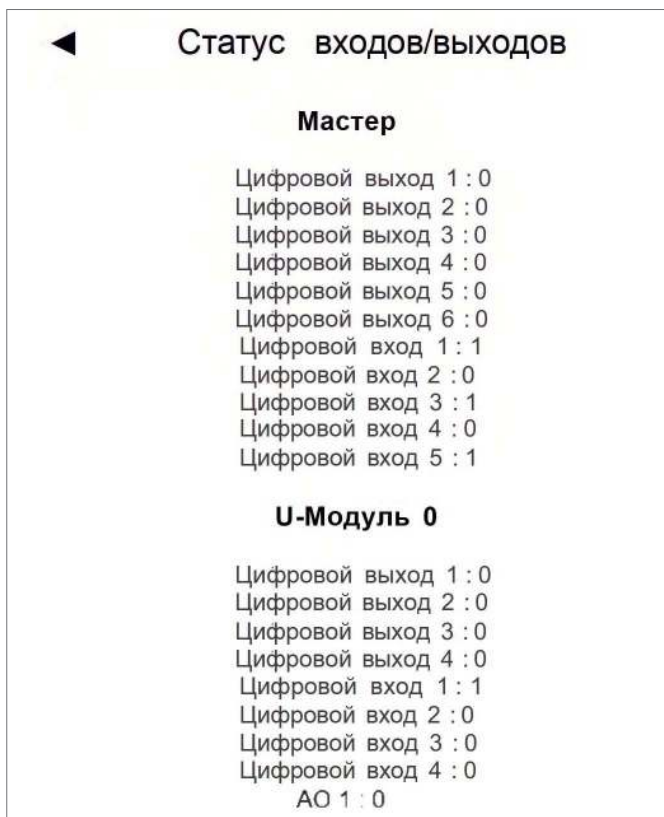 Статус входов/выходов
Мастер
Цифровой выход 1 : 0
Цифровой выход 2 : 0
Цифровой выход 3 : 0
Цифровой выход 4 : 0
Цифровой выход 5 : 0
Цифровой выход 6 : 0
Цифровой вход 1 : 1
Цифровой вход 2 : 0
Цифровой вход 3 : 1
Цифровой вход 4 : 0
Цифровой вход 5 : 1
U-Модуль 0
Цифровой выход 1 : 0
Цифровой выход 2 : 0
Цифровой выход 3 : 0
Цифровой выход 4 : 0
Цифровой вход 1 : 1
Цифровой вход 2 : 0
Цифровой вход 3 : 0
Цифровой вход 4 : 0
АО 1 : 0